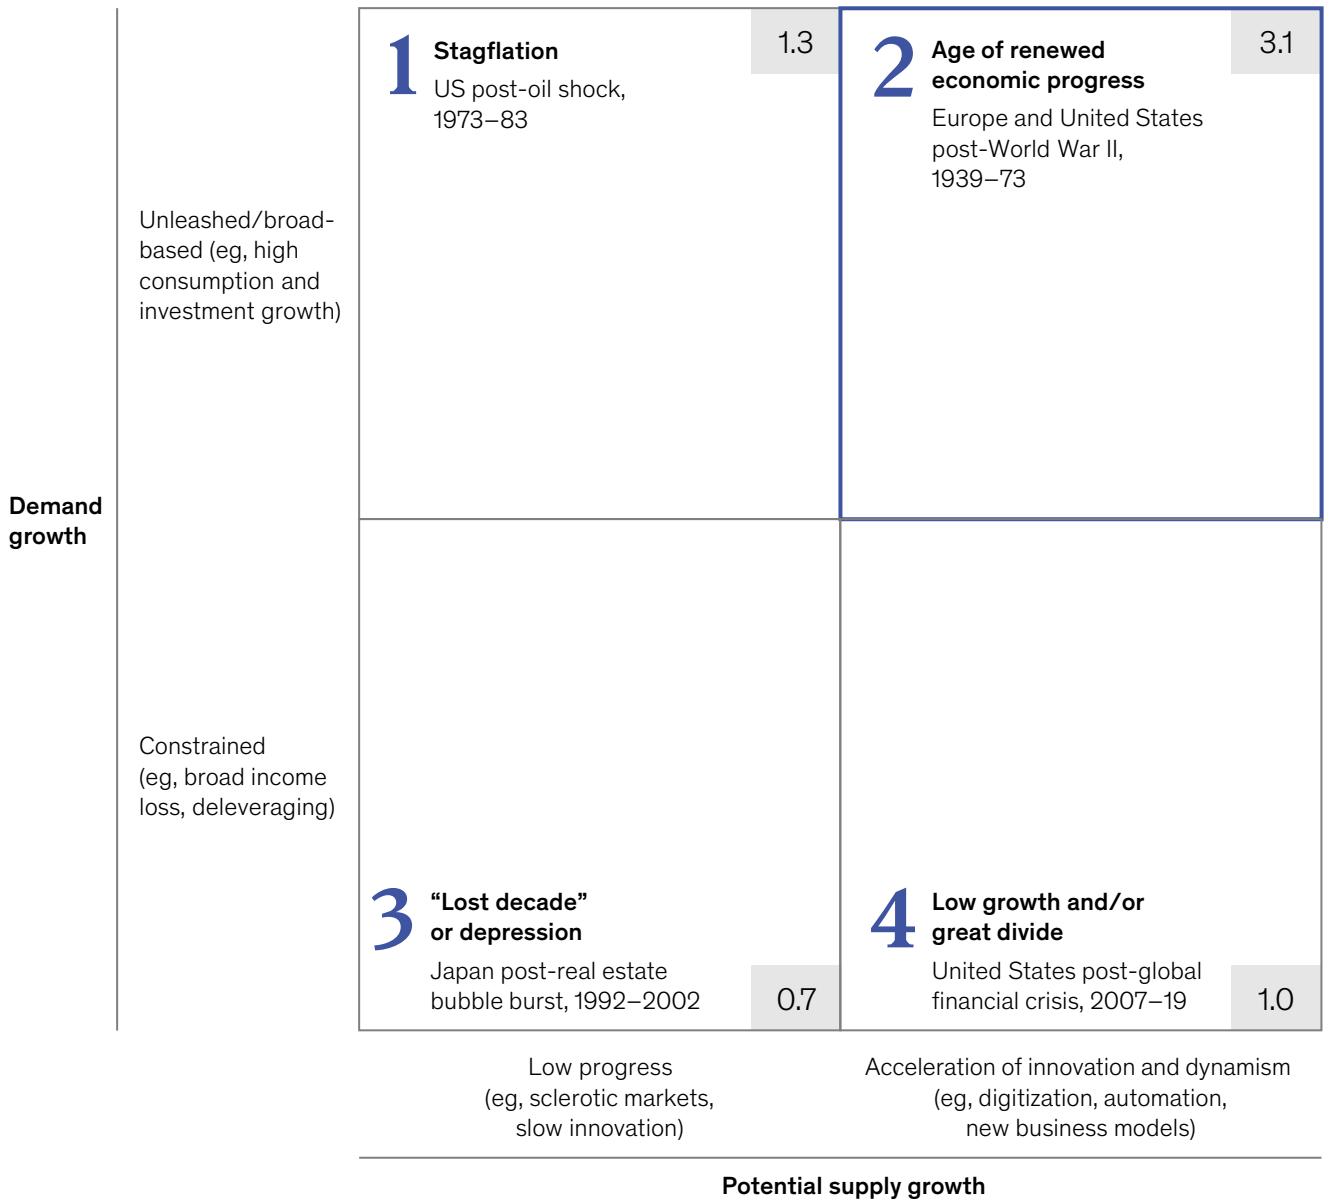 1
Stagflation
US post-oil shock,
1973–83
1.3
2
Age of renewed
economic progress
Europe and United States
post-World War II,
1939–73
3.1
Unleashed/broad-
based (eg, high
consumption and
investment growth)
Demand
growth
Constrained
(eg, broad income
loss, deleveraging)
3
“Lost decade”
or depression
Japan post-real estate
bubble burst, 1992–2002
0.7
4
Low growth and/or
great divide
United States post-global
financial crisis, 2007–19
1.0
Low progress
(eg, sclerotic markets,
slow innovation)
Acceleration of innovation and dynamism
(eg, digitization, automation,
new business models)
Potential supply growth